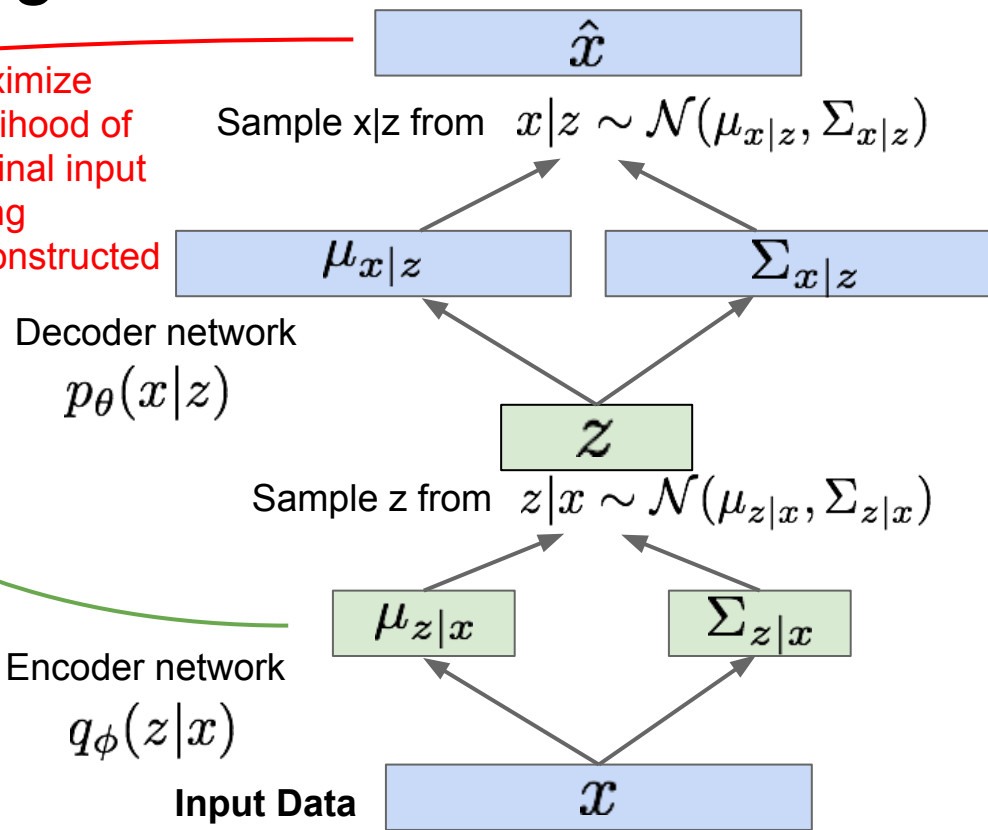 g
x̂
ximize
lihood of
inal input
ng
onstructed
Sample x|z from x|z ∼ 𝒩(μ_{x|z}, Σ_{x|z})
μ_{x|z}
Σ_{x|z}
Decoder network
p_θ(x|z)
z
Sample z from z|x ∼ 𝒩(μ_{z|x}, Σ_{z|x})
μ_{z|x}
Σ_{z|x}
Encoder network
q_ϕ(z|x)
Input Data
x